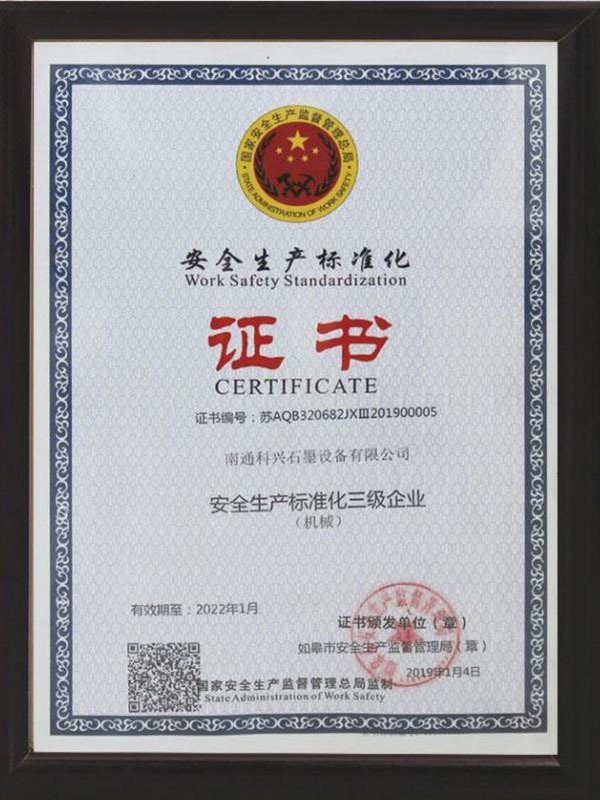 国家安全生产监督管理总局
STATE ADMINISTRATION OF WORK SAFETY
安全生产标准化
Work Safety Standardization
证书
CERTIFICATE
证书编号：苏AQB320682JXⅢ201900005
南通科兴石墨设备有限公司
安全生产标准化三级企业
（机械）
有效期至：2022年1月
证书颁发单位（章）
如皋市安全生产监督管理局（章）
2019年1月4日
国家安全生产监督管理总局监制
State Administration of Work Safety